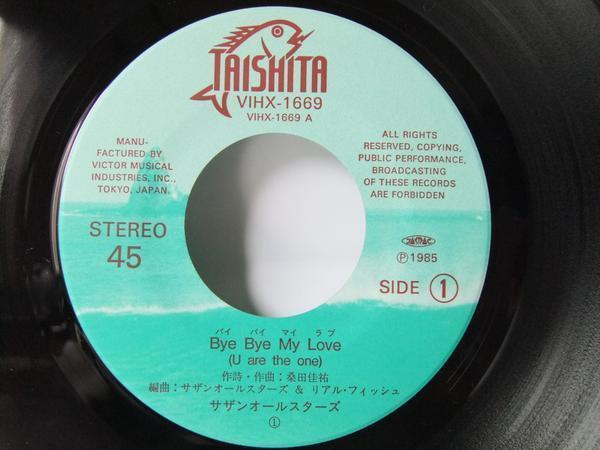 TAISHITA
VIHX-1669
VIHX-1669 A
MANU-
FACTURED BY
VICTOR MUSICAL
INDUSTRIES, INC.,
TOKYO, JAPAN.
ALL RIGHTS
RESERVED, COPYING,
PUBLIC PERFORMANCE,
BROADCASTING
OF THESE RECORDS
ARE FORBIDDEN
STEREO
45
JASRAC
Ⓟ1985
SIDE ①
バイ バイ マイ ラブ
Bye Bye My Love
(U are the one)
作詩・作曲：桑田佳祐
編曲：サザンオールスターズ & リアル・フィッシュ
サザンオールスターズ
①